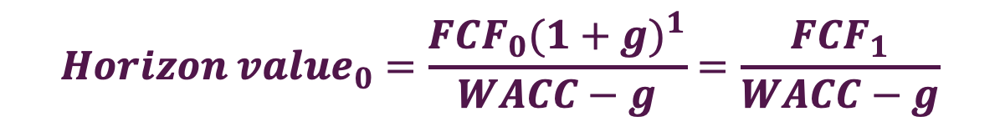 Horizon value₀ = FCF₀(1 + g)¹ / WACC − g = FCF₁ / WACC − g